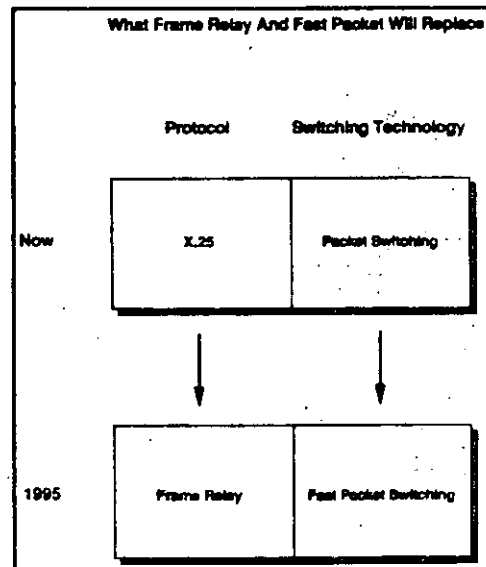 What Frame Relay And Fast Packet Will Replace
Protocol Switching Technology
Now X.25 Packet Switching
1995 Frame Relay Fast Packet Switching